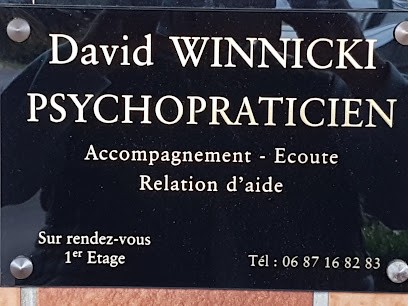 David WINNICKI
PSYCHOPRATICIEN
Accompagnement - Ecoute
Relation d'aide
Sur rendez-vous
1er Etage
Tél : 06 87 16 82 83